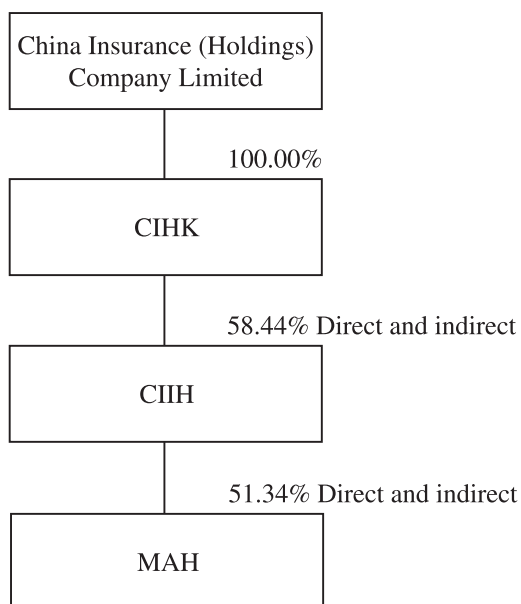 China Insurance (Holdings)
Company Limited
100.00%
CIHK
58.44% Direct and indirect
CIIH
51.34% Direct and indirect
MAH